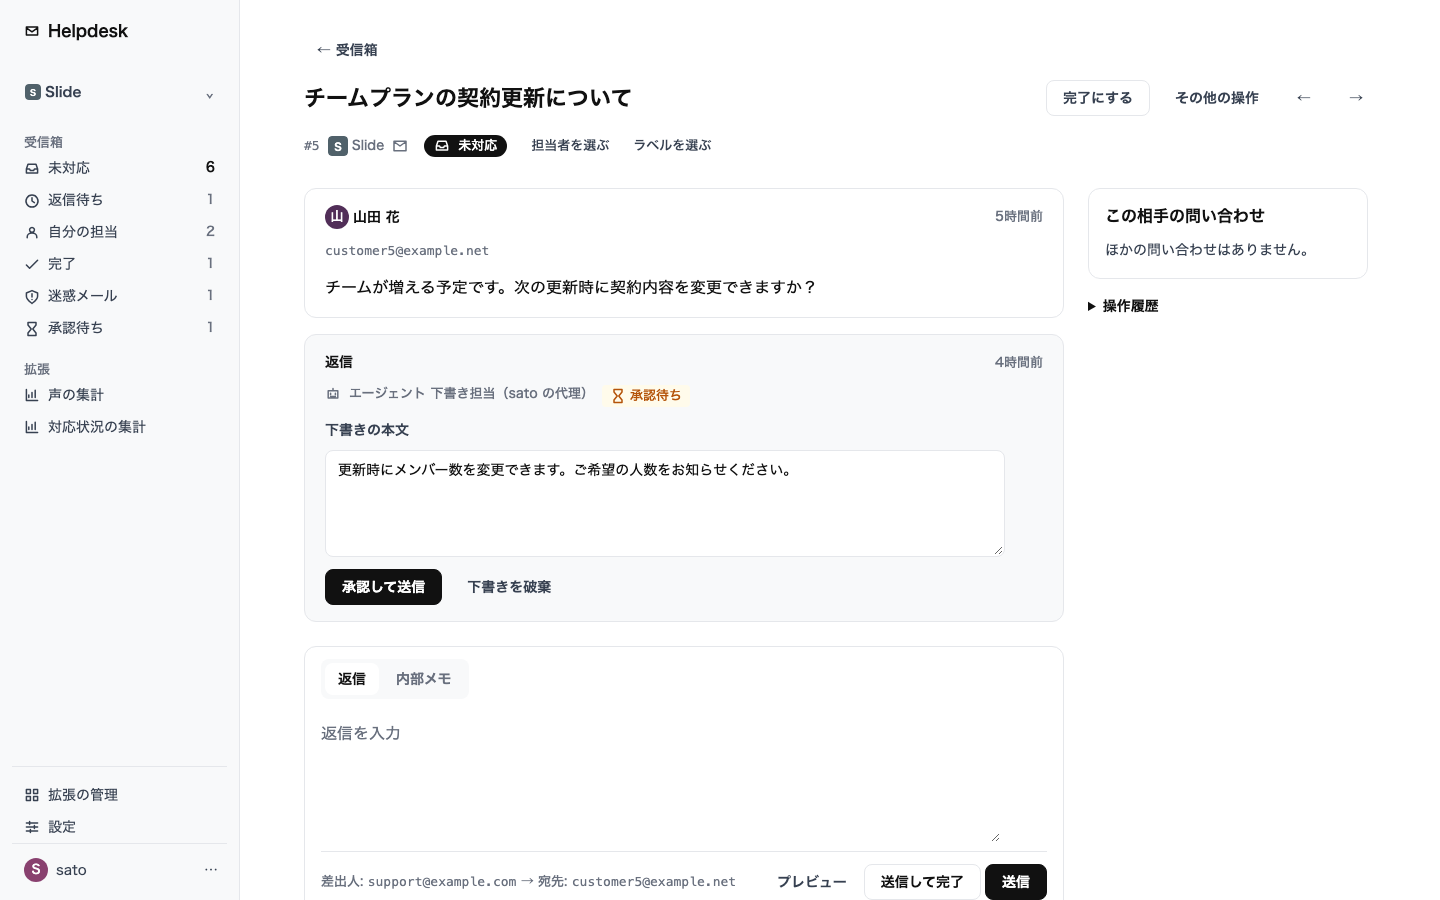 Helpdesk
S Slide
受信箱
未対応 6
返信待ち 1
自分の担当 2
完了 1
迷惑メール 1
承認待ち 1
拡張
声の集計
対応状況の集計
拡張の管理
設定
S sato ...
← 受信箱
チームプランの契約更新について
完了にする その他の操作 ← →
#5 S Slide 未対応 担当者を選ぶ ラベルを選ぶ
山 山田 花 5時間前
customer5@example.net
チームが増える予定です。次の更新時に契約内容を変更できますか？
返信 4時間前
エージェント 下書き担当（sato の代理） 承認待ち
下書きの本文
更新時にメンバー数を変更できます。ご希望の人数をお知らせください。
承認して送信 下書きを破棄
返信 内部メモ
返信を入力
差出人: support@example.com → 宛先: customer5@example.net プレビュー 送信して完了 送信
この相手の問い合わせ
ほかの問い合わせはありません。
▶ 操作履歴